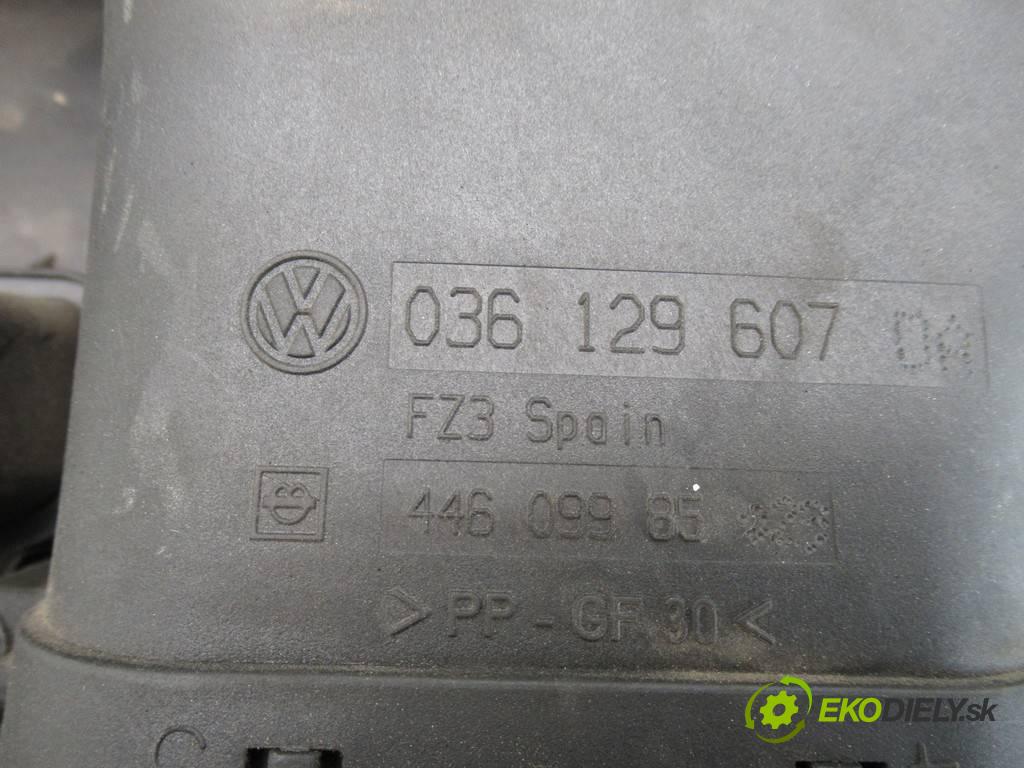 036 129 607
FZ3 Spain
446 099 85
> PP - GF 30 <
EKODIELY.sk